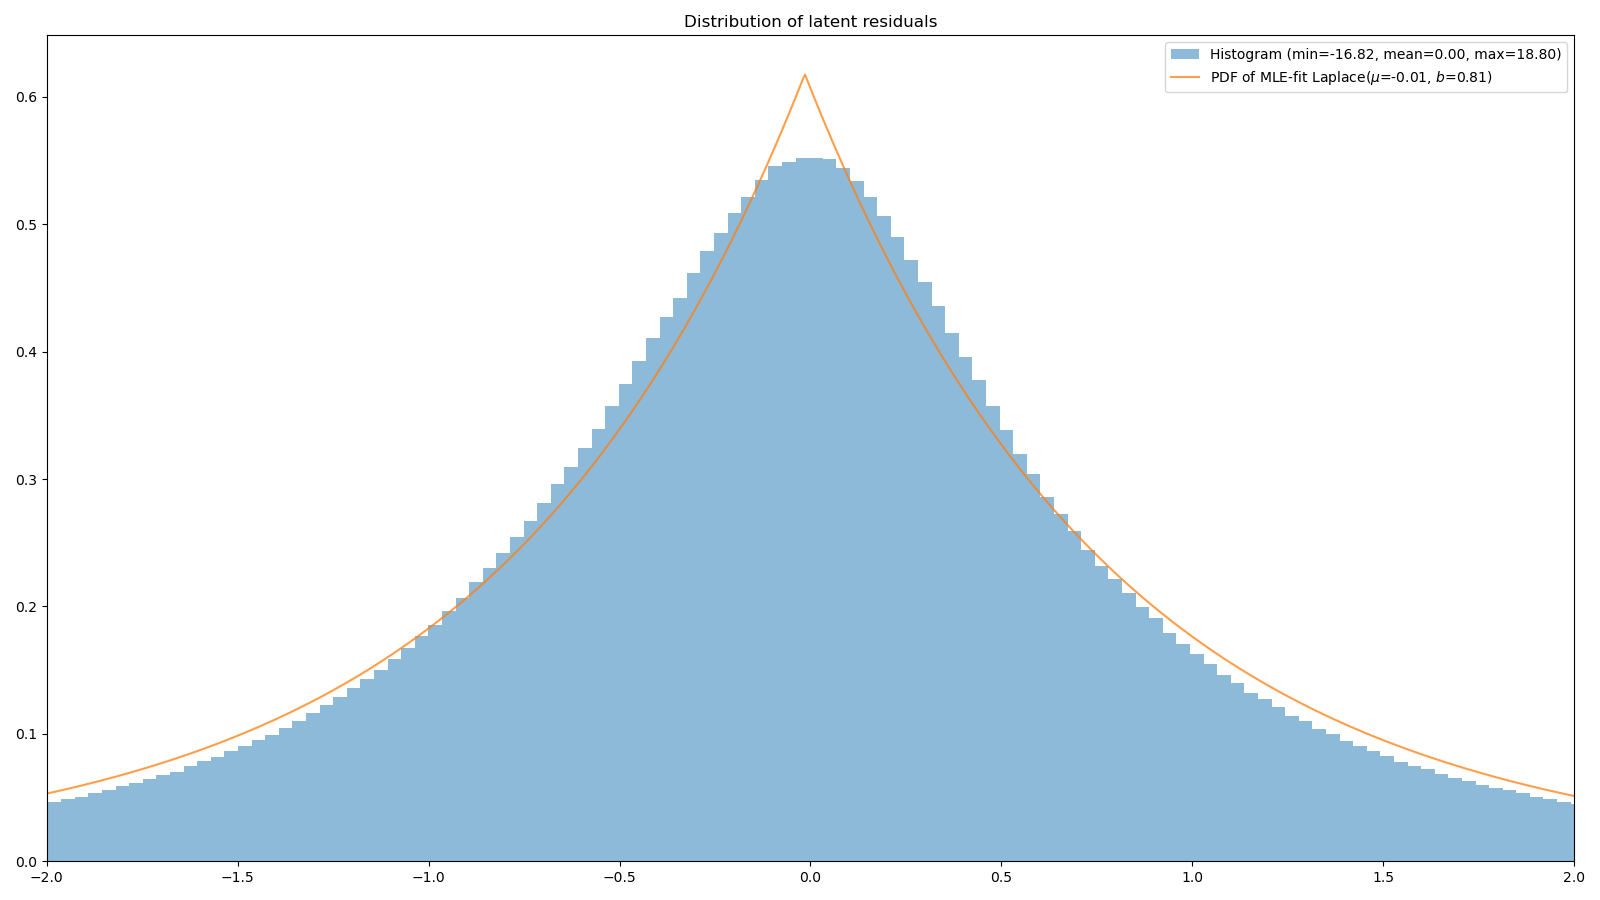 Distribution of latent residuals
Histogram (min=-16.82, mean=0.00, max=18.80)
PDF of MLE-fit Laplace(μ=-0.01, b=0.81)
0.6
0.5
0.4
0.3
0.2
0.1
0.0
−2.0 −1.5 −1.0 −0.5 0.0 0.5 1.0 1.5 2.0